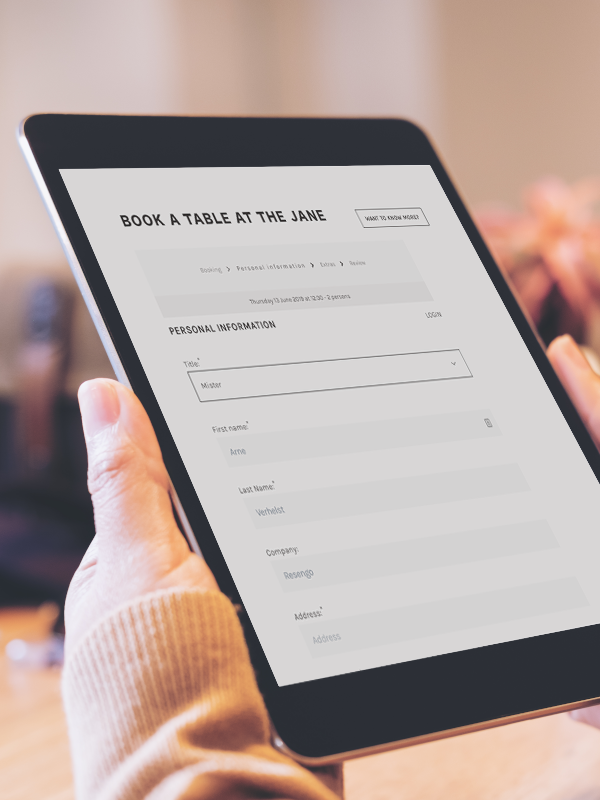 BOOK A TABLE AT THE JANE
WANT TO KNOW MORE?
Booking > Personal information > Extras > Review
Thursday 13 June 2019 at 12:30 - 2 persons
PERSONAL INFORMATION
LOGIN
Title:*
Mister
First name:*
Arne
Last Name:*
Verhelst
Company:
Resengo
Address:*
Address